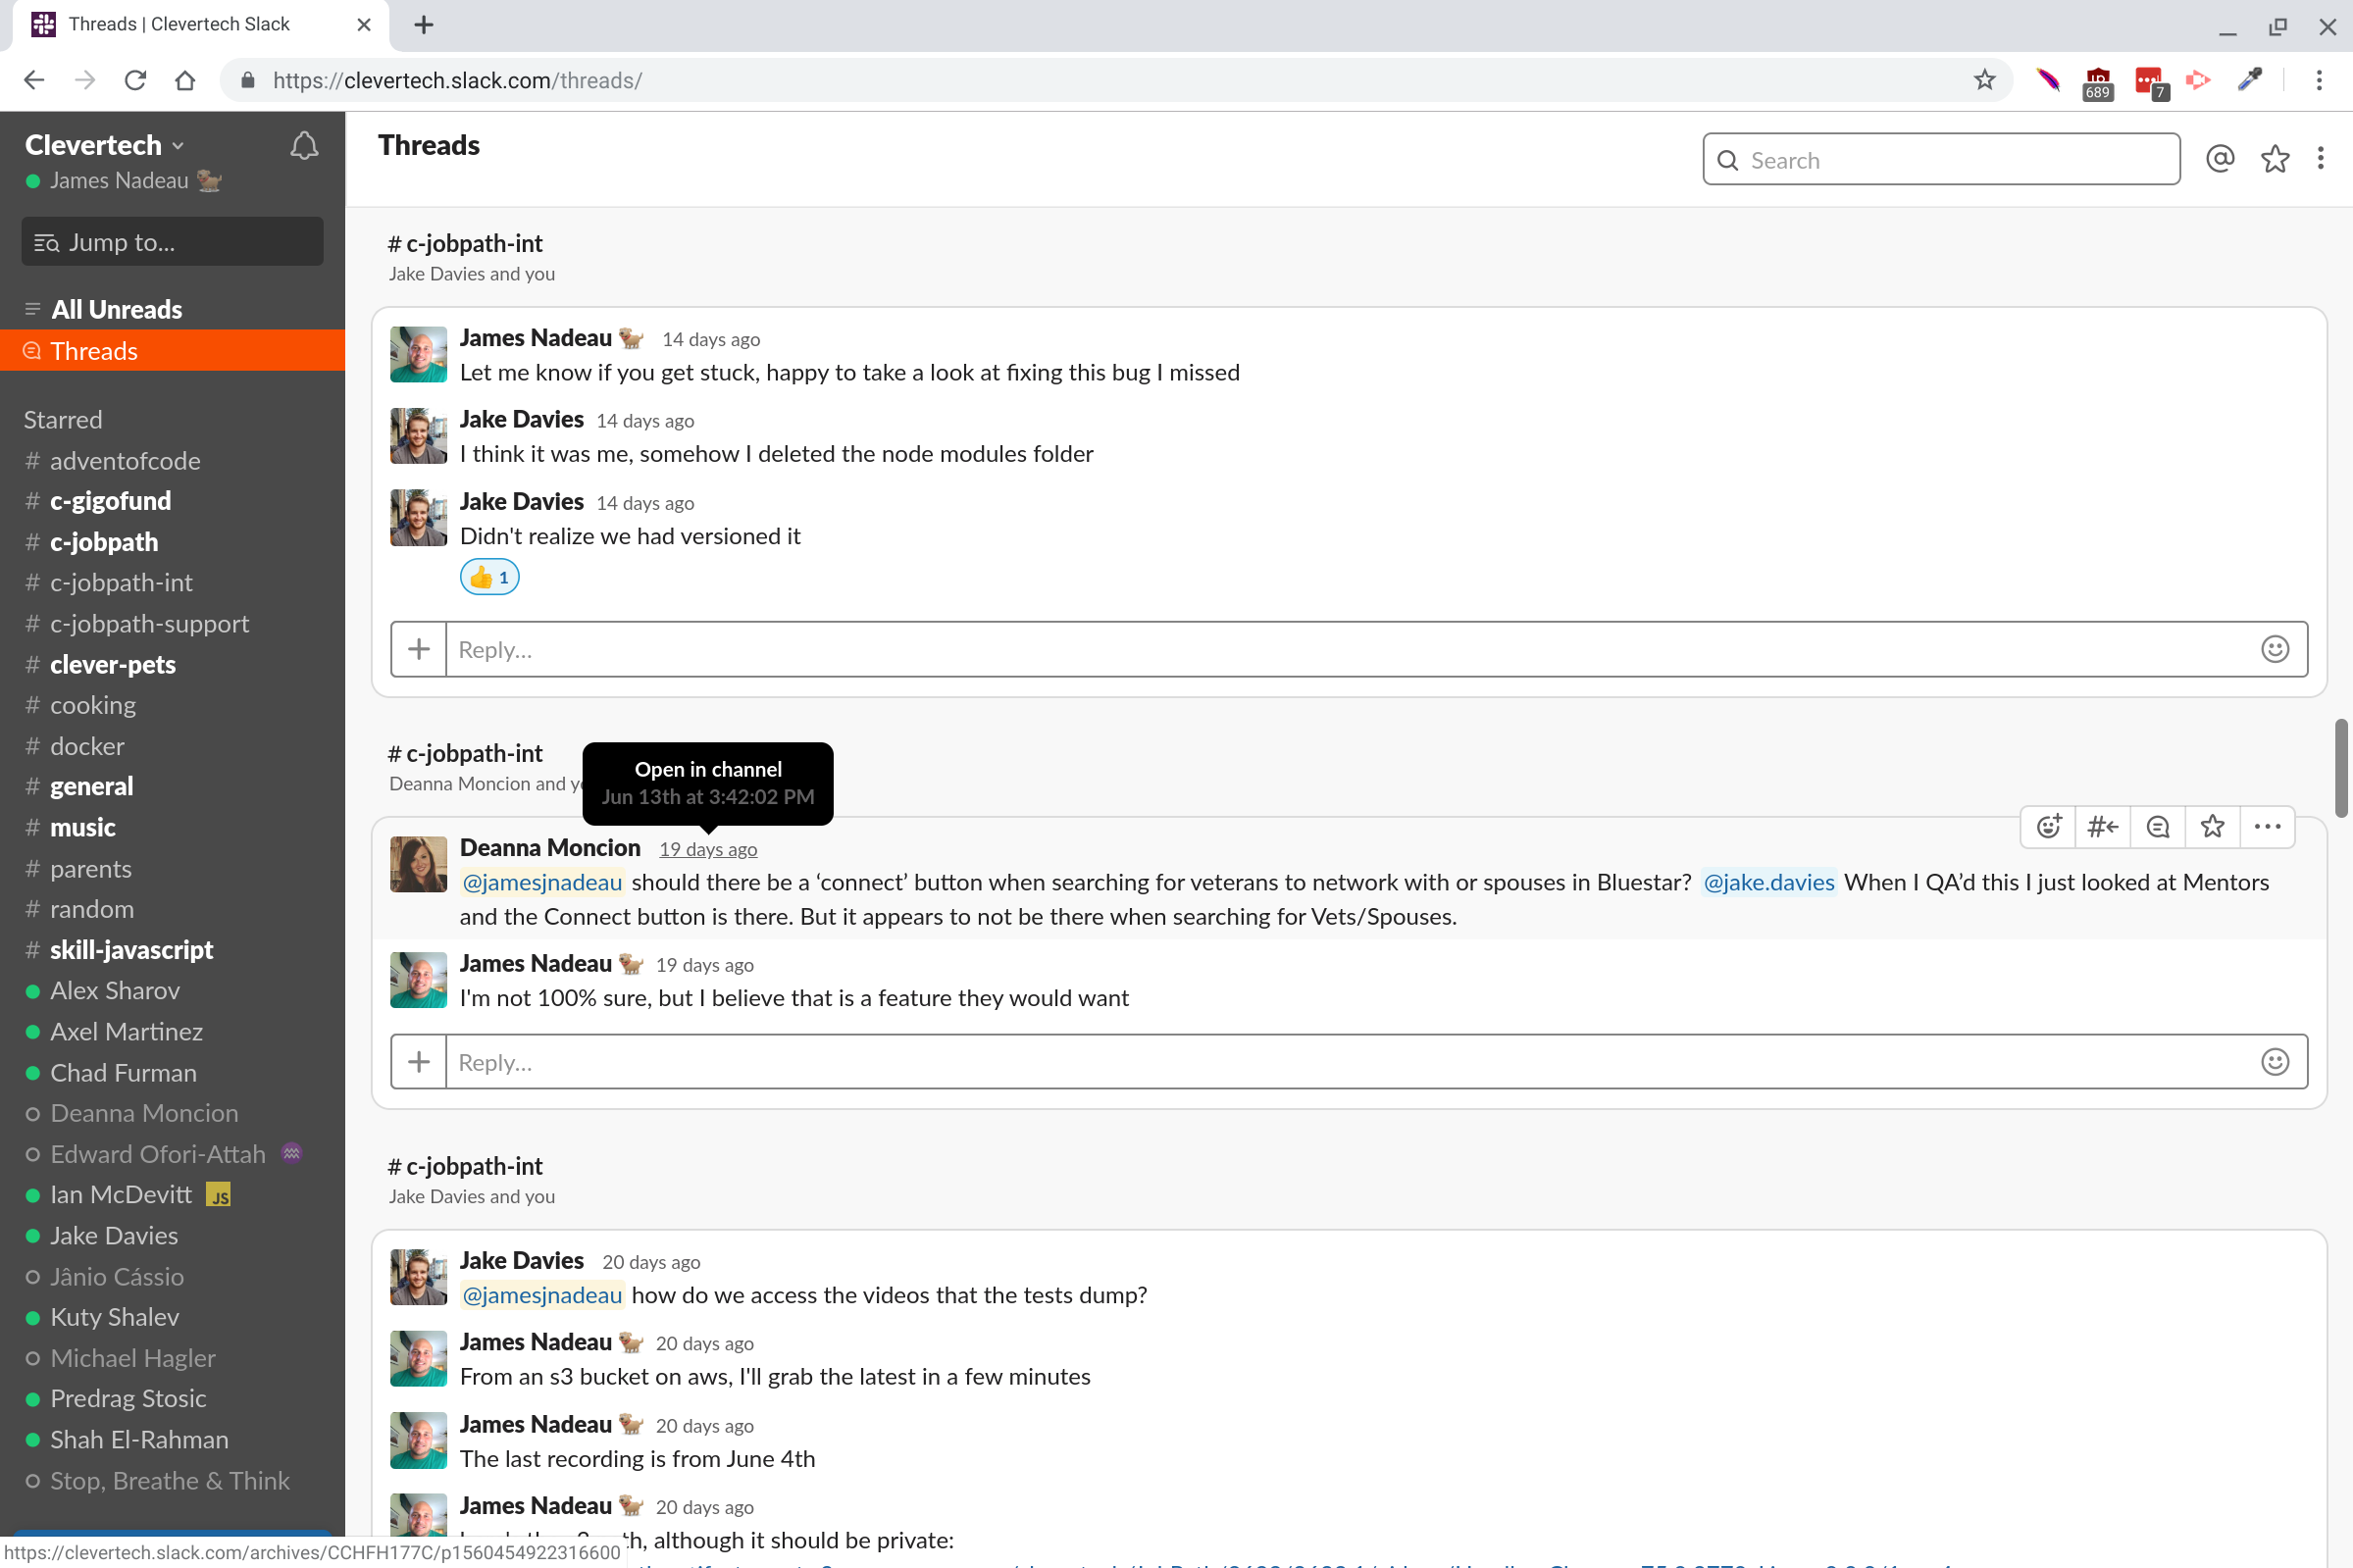 Threads | Clevertech Slack
https://clevertech.slack.com/threads/
689
7
Clevertech
James Nadeau
Jump to...
All Unreads
Threads
Starred
# adventofcode
# c-gigofund
# c-jobpath
# c-jobpath-int
# c-jobpath-support
# clever-pets
# cooking
# docker
# general
# music
# parents
# random
# skill-javascript
Alex Sharov
Axel Martinez
Chad Furman
Deanna Moncion
Edward Ofori-Attah
Ian McDevitt JS
Jake Davies
Jânio Cássio
Kuty Shalev
Michael Hagler
Predrag Stosic
Shah El-Rahman
Stop, Breathe & Think
https://clevertech.slack.com/archives/CCHFH177C/p1560454922316600
Threads
Search
# c-jobpath-int
Jake Davies and you
James Nadeau 14 days ago
Let me know if you get stuck, happy to take a look at fixing this bug I missed
Jake Davies 14 days ago
I think it was me, somehow I deleted the node modules folder
Jake Davies 14 days ago
Didn't realize we had versioned it
1
Reply...
# c-jobpath-int
Deanna Moncion and
Open in channel
Jun 13th at 3:42:02 PM
Deanna Moncion 19 days ago
@jamesjnadeau should there be a ‘connect’ button when searching for veterans to network with or spouses in Bluestar? @jake.davies When I QA’d this I just looked at Mentors
and the Connect button is there. But it appears to not be there when searching for Vets/Spouses.
James Nadeau 19 days ago
I'm not 100% sure, but I believe that is a feature they would want
Reply...
# c-jobpath-int
Jake Davies and you
Jake Davies 20 days ago
@jamesjnadeau how do we access the videos that the tests dump?
James Nadeau 20 days ago
From an s3 bucket on aws, I'll grab the latest in a few minutes
James Nadeau 20 days ago
The last recording is from June 4th
James Nadeau 20 days ago
although it should be private: